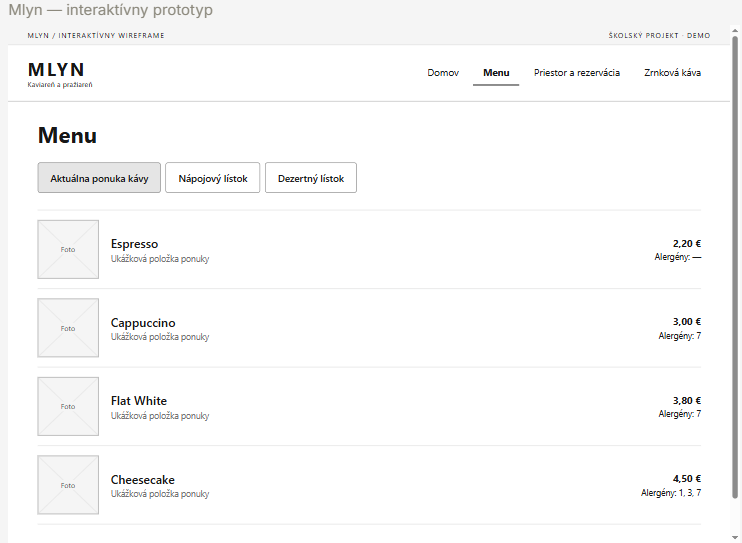 Mlyn — interaktívny prototyp
MLYN / INTERAKTÍVNY WIREFRAME
ŠKOLSKÝ PROJEKT · DEMO
MLYN
Kaviareň a pražiareň
Domov
Menu
Priestor a rezervácia
Zrnková káva
Menu
Aktuálna ponuka kávy
Nápojový lístok
Dezertný lístok
Foto
Espresso
Ukážková položka ponuky
2,20 €
Alergény: —
Foto
Cappuccino
Ukážková položka ponuky
3,00 €
Alergény: 7
Foto
Flat White
Ukážková položka ponuky
3,80 €
Alergény: 7
Foto
Cheesecake
Ukážková položka ponuky
4,50 €
Alergény: 1, 3, 7